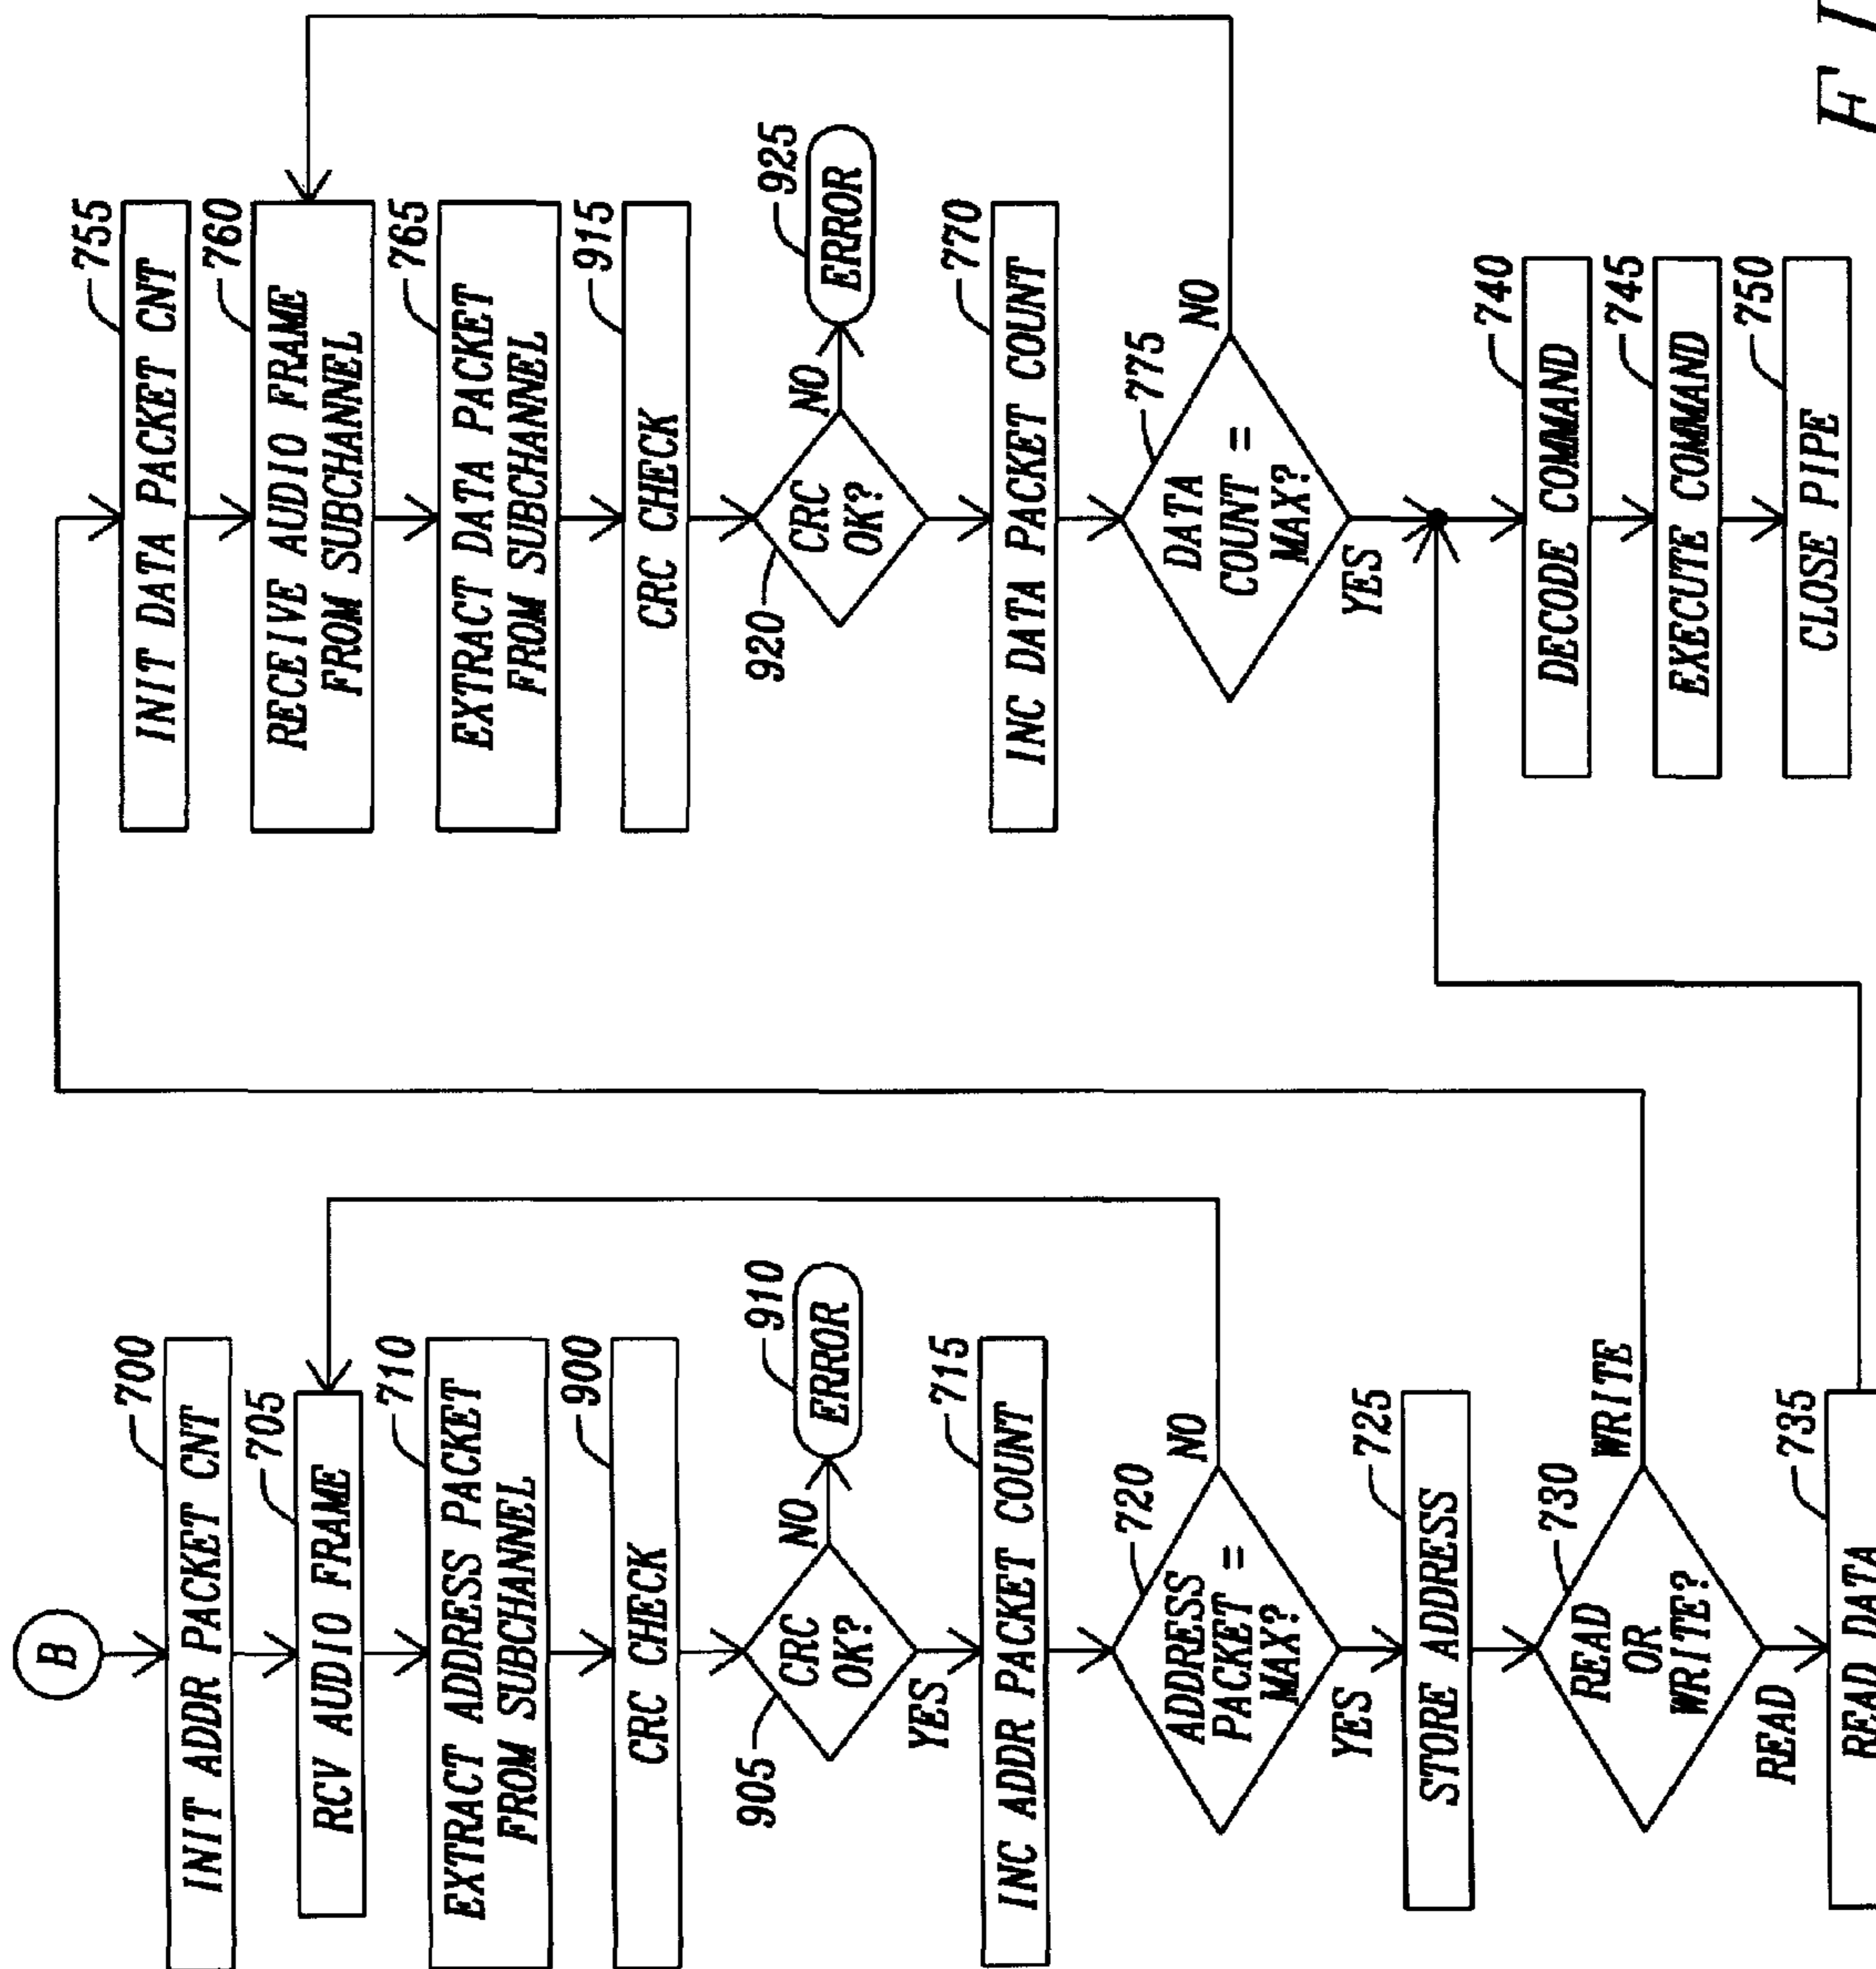 B
700
INIT ADDR PACKET CNT
705
RCV AUDIO FRAME
710
EXTRACT ADDRESS PACKET
FROM SUBCHANNEL
900
CRC CHECK
905
CRC
OK?
NO
910
ERROR
YES
715
INC ADDR PACKET COUNT
720
ADDRESS
PACKET =
MAX?
NO
YES
725
STORE ADDRESS
730
READ
OR
WRITE?
WRITE
READ
735
READ DATA
755
INIT DATA PACKET CNT
760
RECEIVE AUDIO FRAME
FROM SUBCHANNEL
765
EXTRACT DATA PACKET
FROM SUBCHANNEL
915
CRC CHECK
920
CRC
OK?
NO
925
ERROR
770
INC DATA PACKET COUNT
775
DATA
COUNT =
MAX?
NO
YES
740
DECODE COMMAND
745
EXECUTE COMMAND
750
CLOSE PIPE